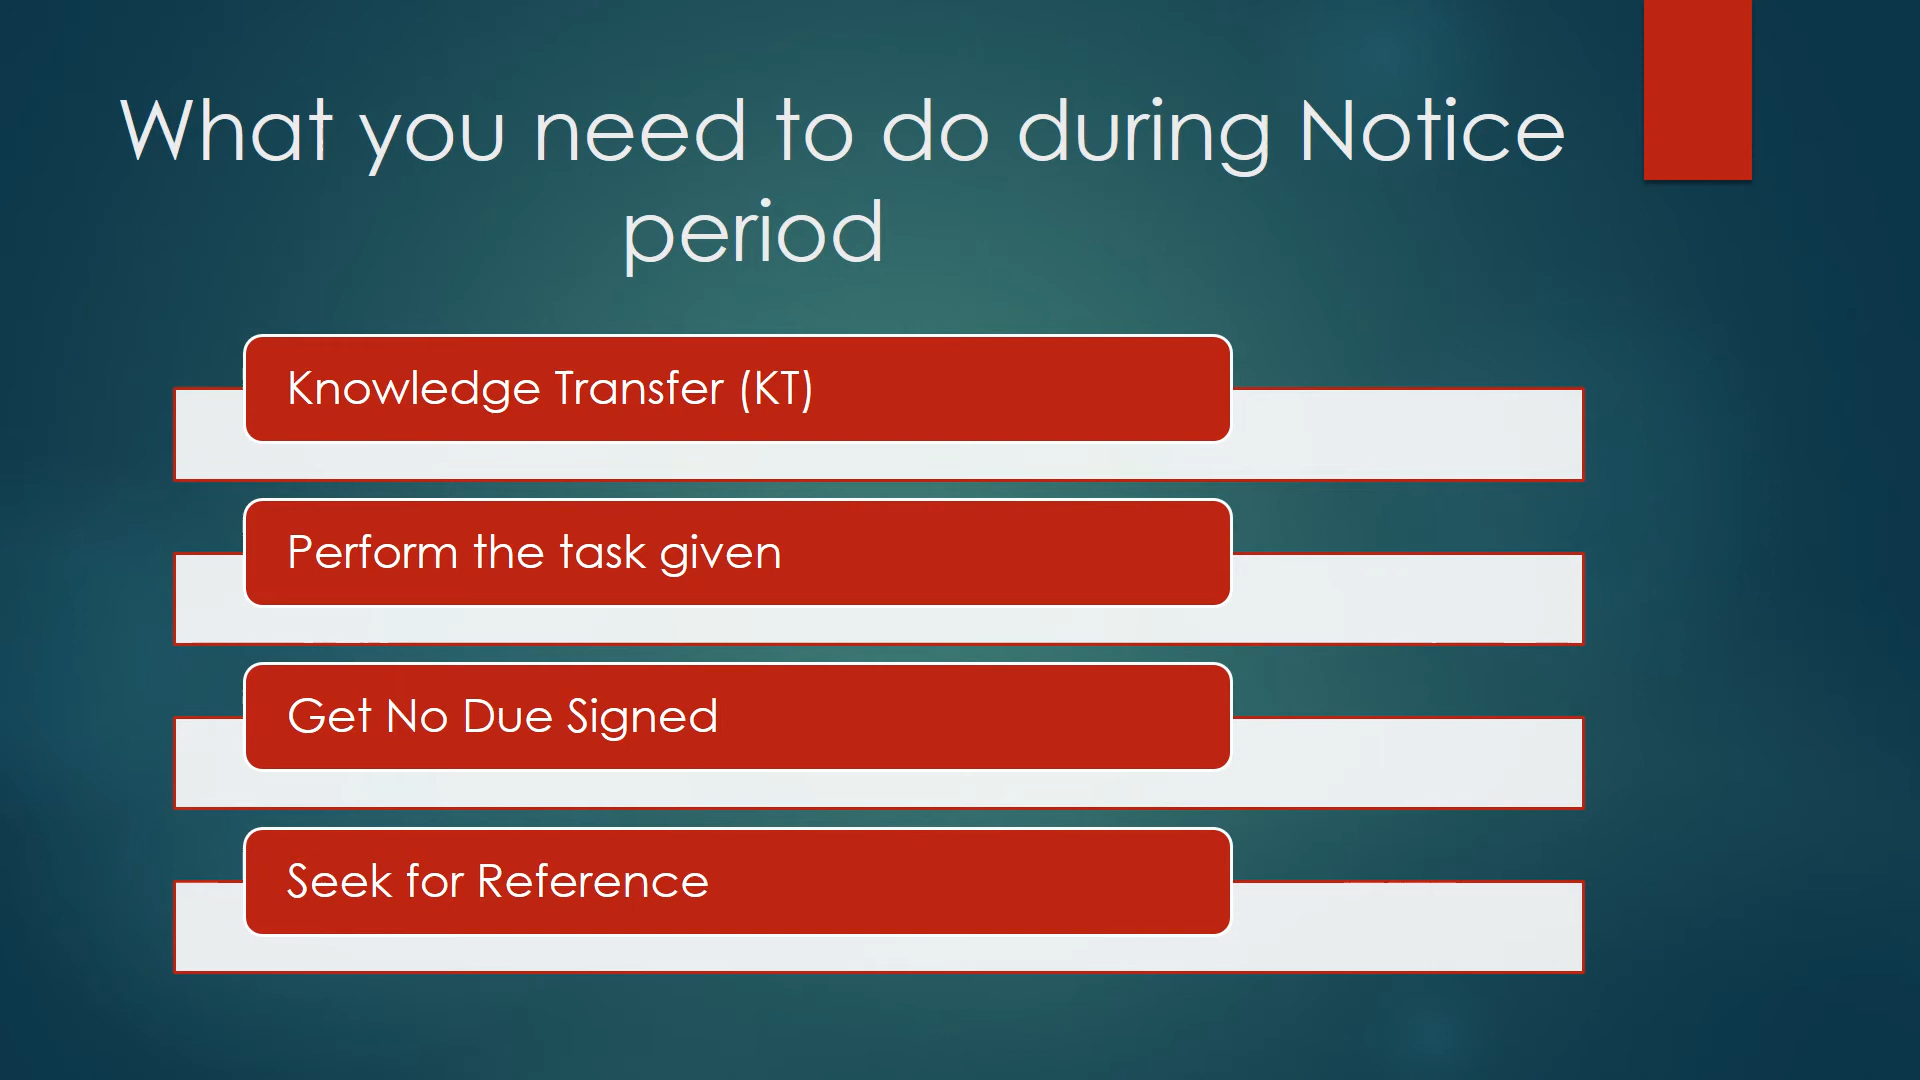 What you need to do during Notice
period
Knowledge Transfer (KT)
Perform the task given
Get No Due Signed
Seek for Reference